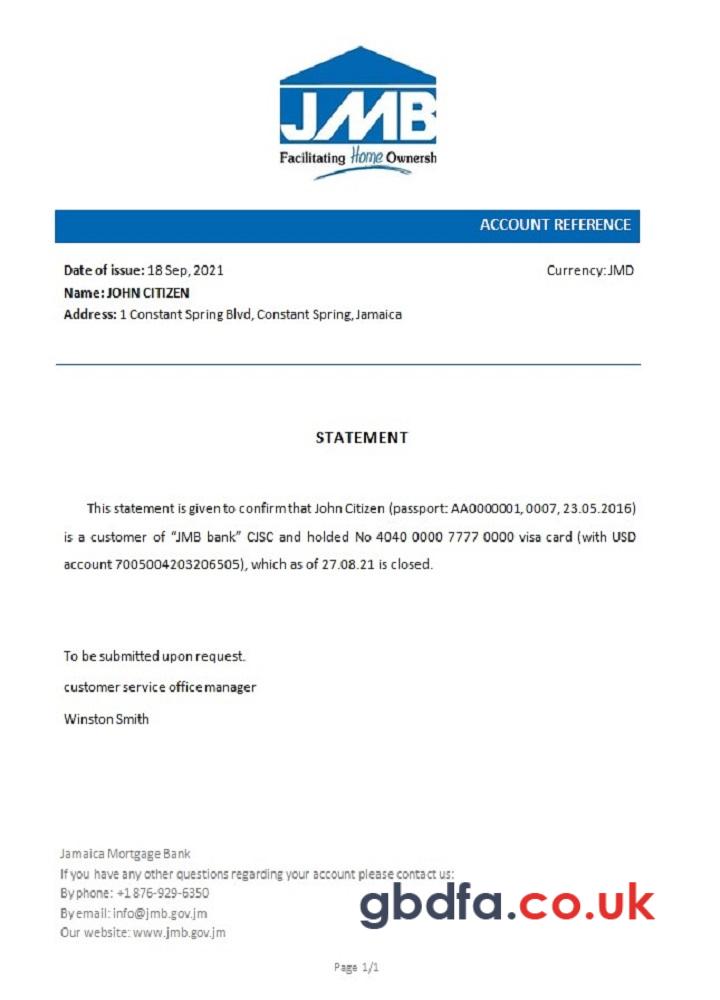 JMB
Facilitating Home Ownersh
ACCOUNT REFERENCE
Date of issue: 18 Sep, 2021
Currency: JMD
Name: JOHN CITIZEN
Address: 1 Constant Spring Blvd, Constant Spring, Jamaica
STATEMENT
This statement is given to confirm that John Citizen (passport: AA0000001, 0007, 23.05.2016)
is a customer of “JMB bank” CJSC and holded No 4040 0000 7777 0000 visa card (with USD
account 7005004203206505), which as of 27.08.21 is closed.
To be submitted upon request.
customer service office manager
Winston Smith
Jamaica Mortgage Bank
If you have any other questions regarding your account please contact us:
By phone: +1 876-929-6350
By email: info@jmb.gov.jm
Our website: www.jmb.gov.jm
gbdfa.co.uk
Page 1/1